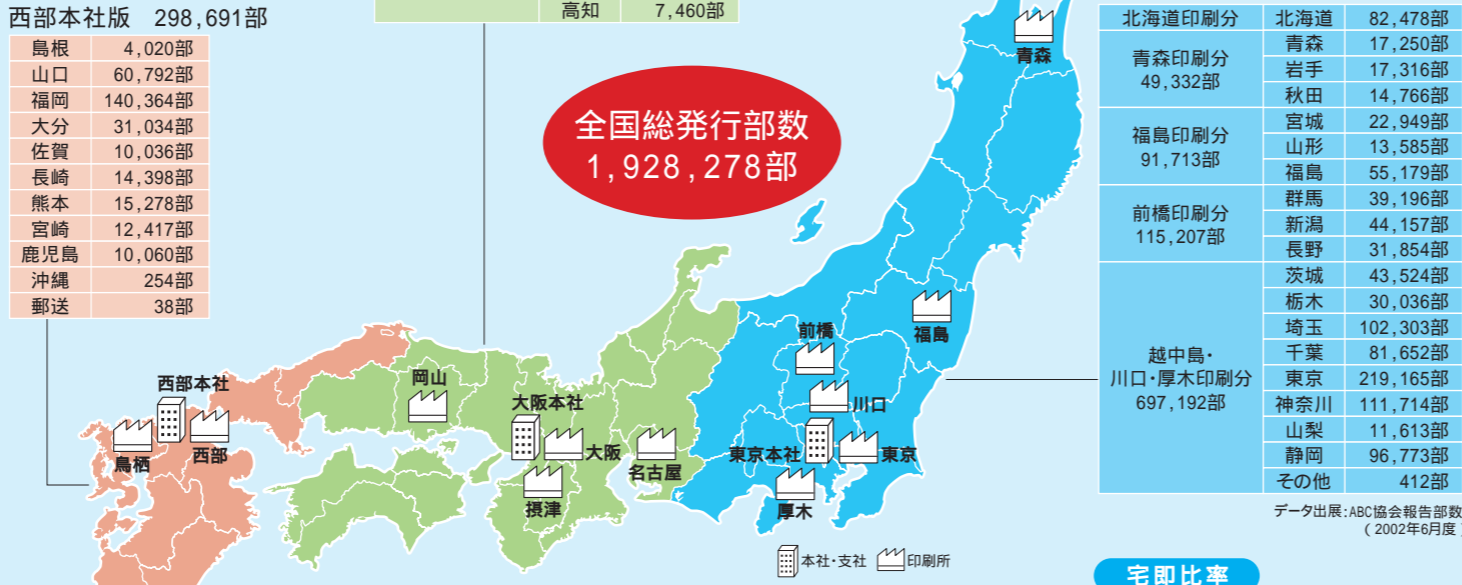 西部本社版 298,691部
島根 4,020部
山口 60,792部
福岡 140,364部
大分 31,034部
佐賀 10,036部
長崎 14,398部
熊本 15,278部
宮崎 12,417部
鹿児島 10,060部
沖縄 254部
郵送 38部
高知 7,460部
全国総発行部数
1,928,278部
北海道印刷分 北海道 82,478部
青森印刷分
49,332部
青森 17,250部
岩手 17,316部
秋田 14,766部
福島印刷分
91,713部
宮城 22,949部
山形 13,585部
福島 55,179部
前橋印刷分
115,207部
群馬 39,196部
新潟 44,157部
長野 31,854部
越中島・
川口・厚木印刷分
697,192部
茨城 43,524部
栃木 30,036部
埼玉 102,303部
千葉 81,652部
東京 219,165部
神奈川 111,714部
山梨 11,613部
静岡 96,773部
その他 412部
データ出展:ABC協会報告部数
(2002年6月度)
青森
福島
前橋
川口
東京本社
東京
厚木
名古屋
大阪本社
大阪
摂津
岡山
西部本社
西部
鳥栖
本社・支社 印刷所
宅即比率